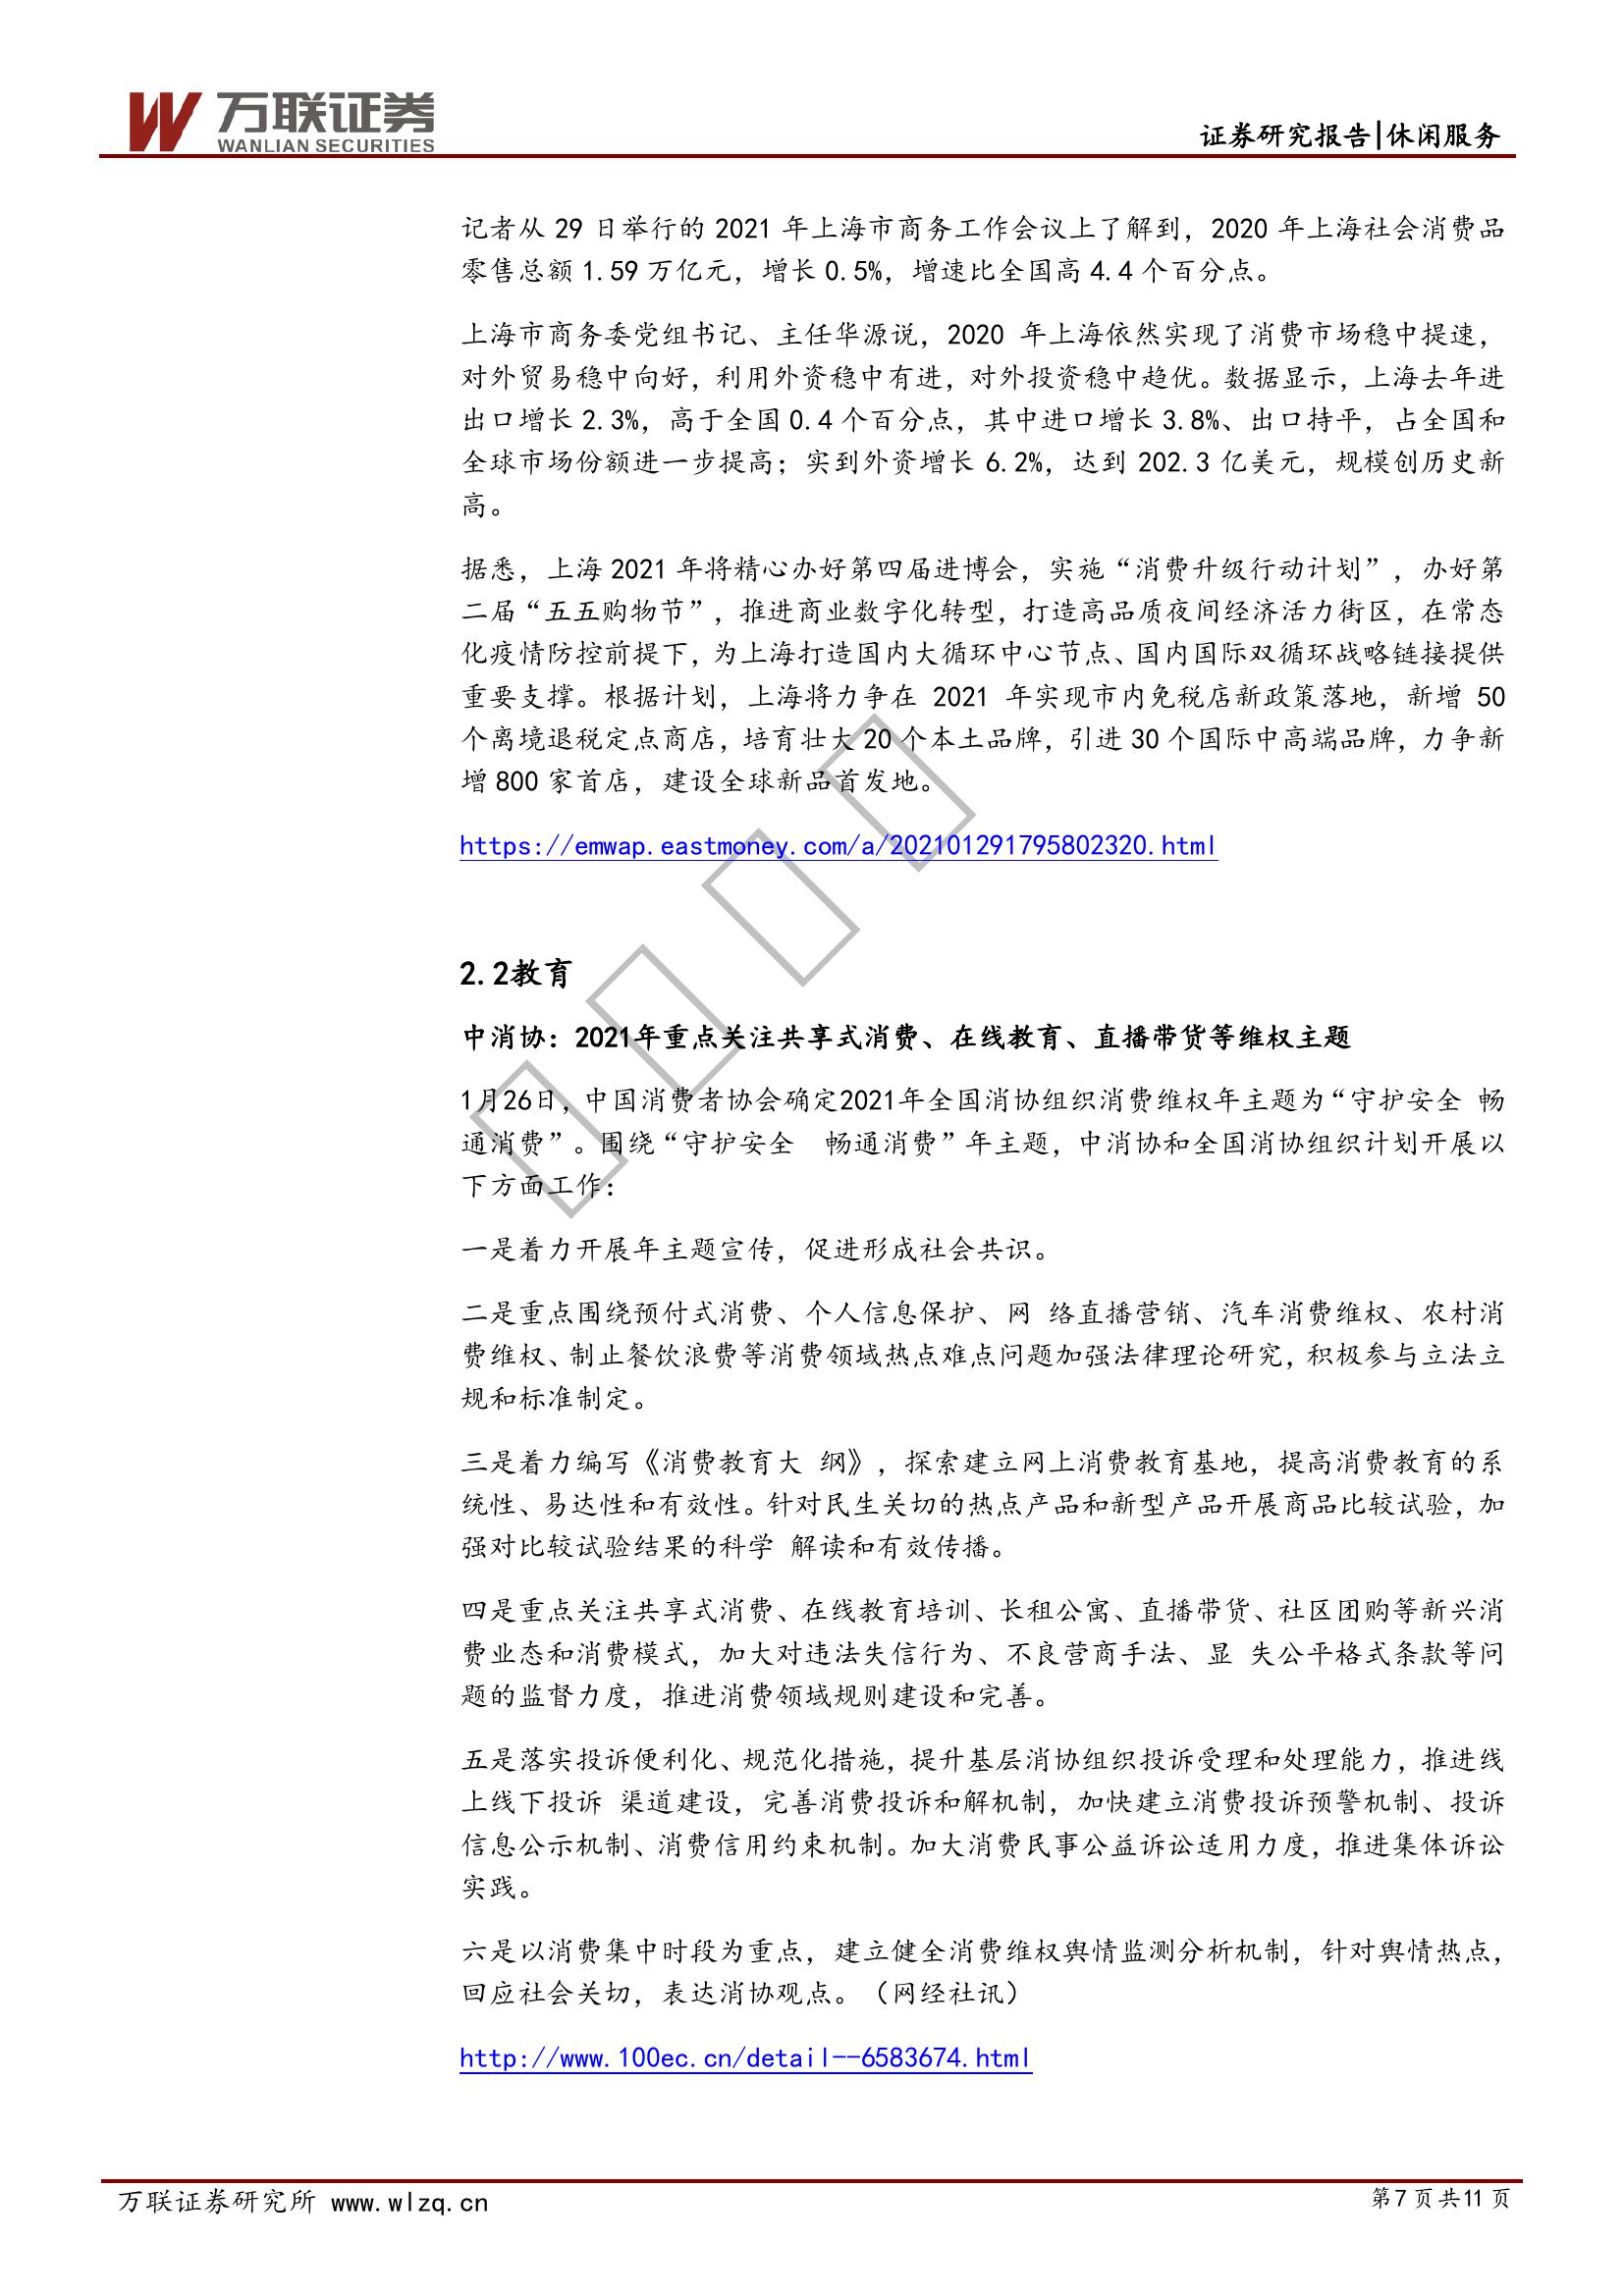 万联证券
WANLIAN SECURITIES
证券研究报告|休闲服务
记者从 29 日举行的 2021 年上海市商务工作会议上了解到，2020 年上海社会消费品
零售总额 1.59 万亿元，增长 0.5%，增速比全国高 4.4 个百分点。
上海市商务委党组书记、主任华源说，2020 年上海依然实现了消费市场稳中提速，
对外贸易稳中向好，利用外资稳中有进，对外投资稳中趋优。数据显示，上海去年进
出口增长 2.3%，高于全国 0.4 个百分点，其中进口增长 3.8%、出口持平，占全国和
全球市场份额进一步提高；实到外资增长 6.2%，达到 202.3 亿美元，规模创历史新
高。
据悉，上海 2021 年将精心办好第四届进博会，实施“消费升级行动计划”，办好第
二届“五五购物节”，推进商业数字化转型，打造高品质夜间经济活力街区，在常态
化疫情防控前提下，为上海打造国内大循环中心节点、国内国际双循环战略链接提供
重要支撑。根据计划，上海将力争在 2021 年实现市内免税店新政策落地，新增 50
个离境退税定点商店，培育壮大 20 个本土品牌，引进 30 个国际中高端品牌，力争新
增 800 家首店，建设全球新品首发地。
https://emwap.eastmoney.com/a/202101291795802320.html
2.2教育
中消协：2021年重点关注共享式消费、在线教育、直播带货等维权主题
1月26日，中国消费者协会确定2021年全国消协组织消费维权年主题为“守护安全 畅
通消费”。围绕“守护安全 畅通消费”年主题，中消协和全国消协组织计划开展以
下方面工作：
一是着力开展年主题宣传，促进形成社会共识。
二是重点围绕预付式消费、个人信息保护、网 络直播营销、汽车消费维权、农村消
费维权、制止餐饮浪费等消费领域热点难点问题加强法律理论研究，积极参与立法立
规和标准制定。
三是着力编写《消费教育大 纲》，探索建立网上消费教育基地，提高消费教育的系
统性、易达性和有效性。针对民生关切的热点产品和新型产品开展商品比较试验，加
强对比较试验结果的科学 解读和有效传播。
四是重点关注共享式消费、在线教育培训、长租公寓、直播带货、社区团购等新兴消
费业态和消费模式，加大对违法失信行为、不良营商手法、显 失公平格式条款等问
题的监督力度，推进消费领域规则建设和完善。
五是落实投诉便利化、规范化措施，提升基层消协组织投诉受理和处理能力，推进线
上线下投诉 渠道建设，完善消费投诉和解机制，加快建立消费投诉预警机制、投诉
信息公示机制、消费信用约束机制。加大消费民事公益诉讼适用力度，推进集体诉讼
实践。
六是以消费集中时段为重点，建立健全消费维权舆情监测分析机制，针对舆情热点，
回应社会关切，表达消协观点。（网经社讯）
http://www.100ec.cn/detail--6583674.html
万联证券研究所 www.wlzq.cn
第 7 页 共 11 页